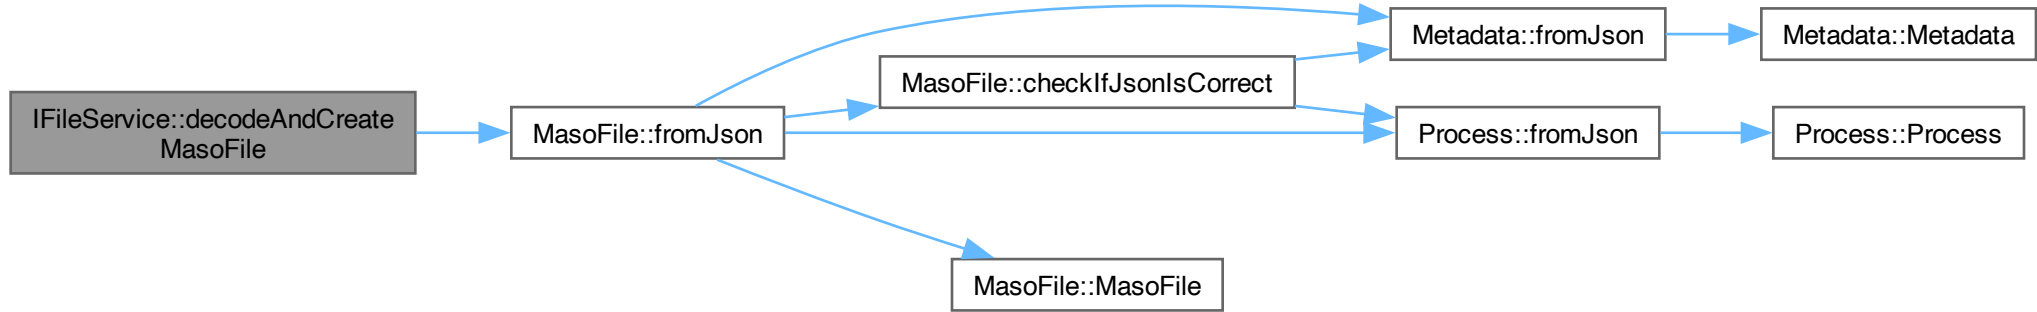 IFileService::decodeAndCreate
MasoFile
MasoFile::fromJson
MasoFile::checkIfJsonIsCorrect
Metadata::fromJson
Metadata::Metadata
Process::fromJson
Process::Process
MasoFile::MasoFile